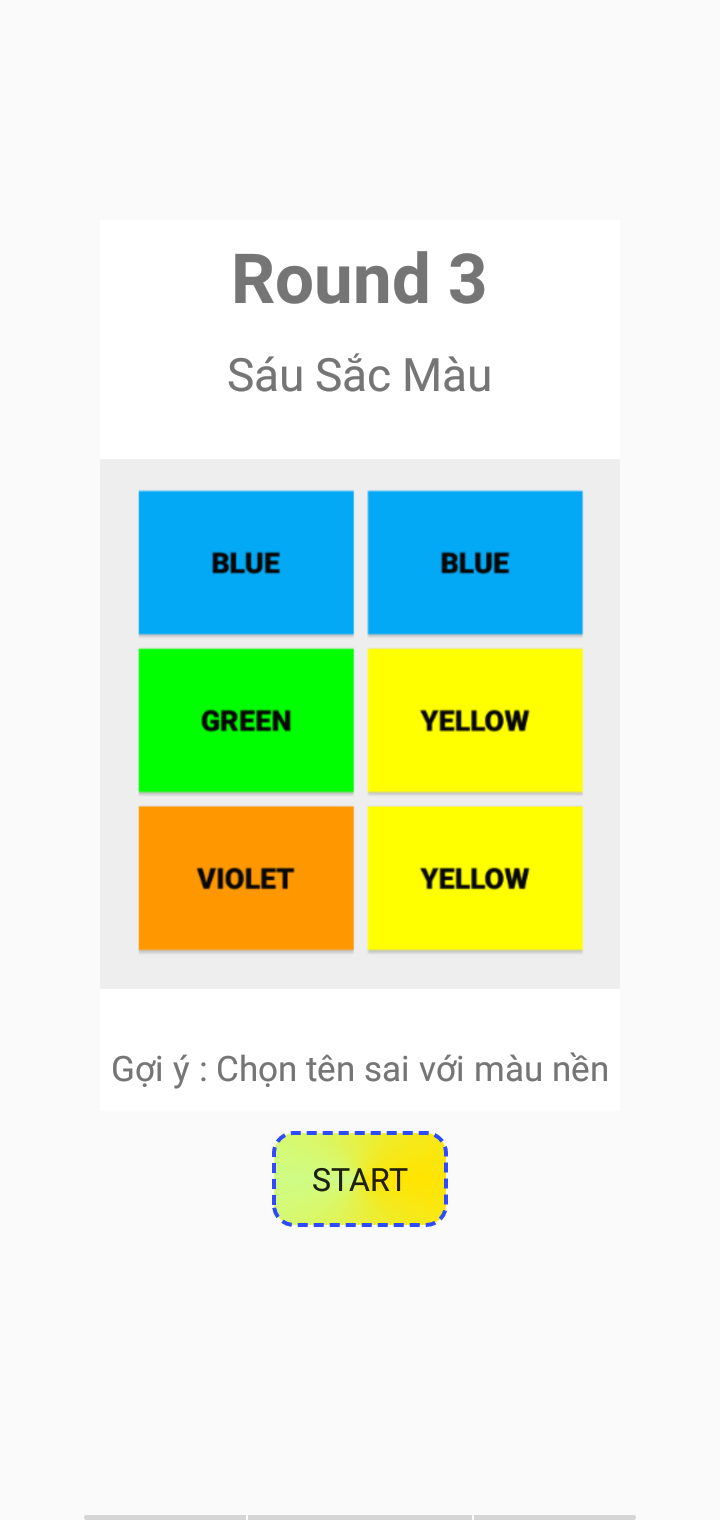 Round 3
Sáu Sắc Màu
BLUE BLUE
GREEN YELLOW
VIOLET YELLOW
Gợi ý : Chọn tên sai với màu nền
START